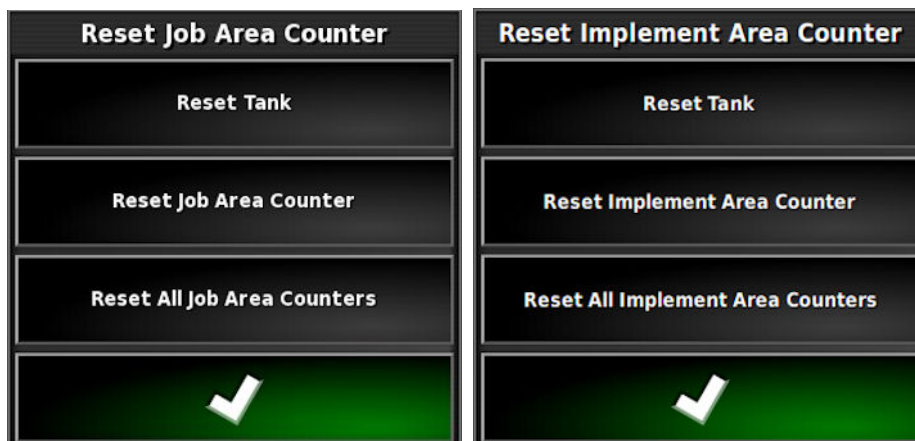 Reset Job Area Counter
Reset Tank
Reset Job Area Counter
Reset All Job Area Counters
Reset Implement Area Counter
Reset Tank
Reset Implement Area Counter
Reset All Implement Area Counters